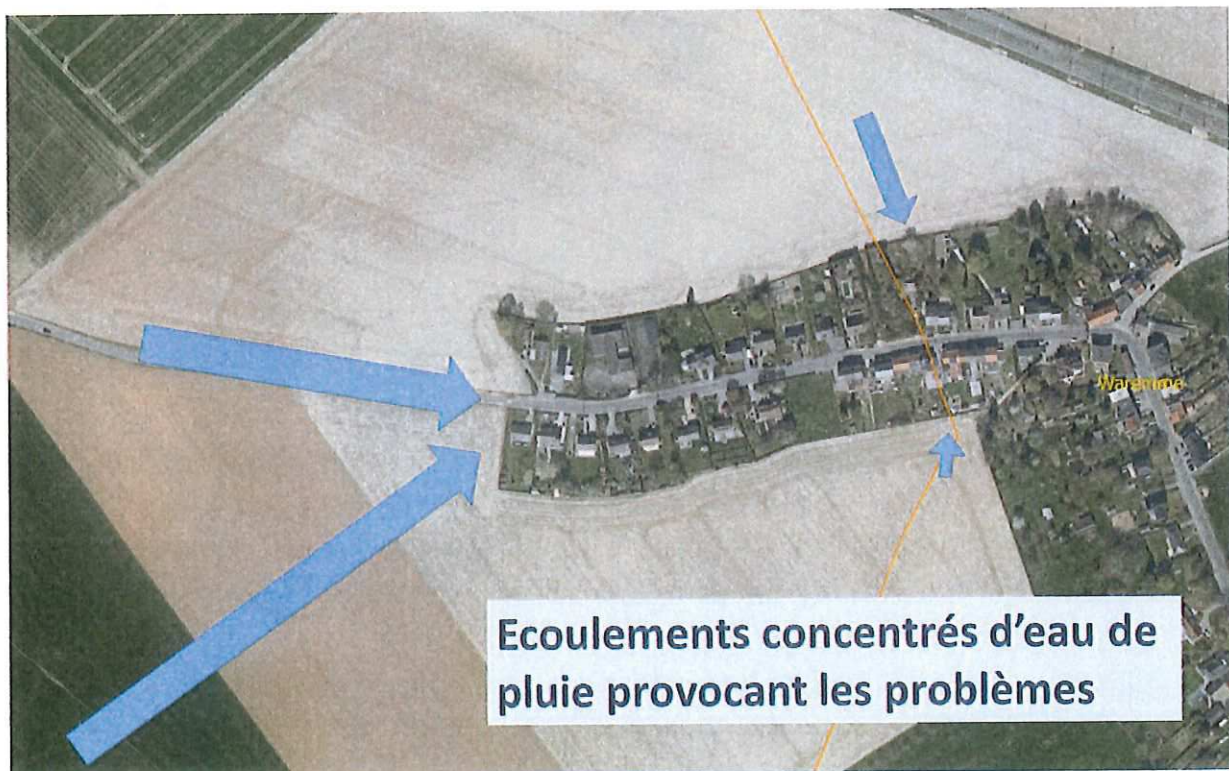 Waremme
Ecoulements concentrés d'eau de
pluie provocant les problèmes